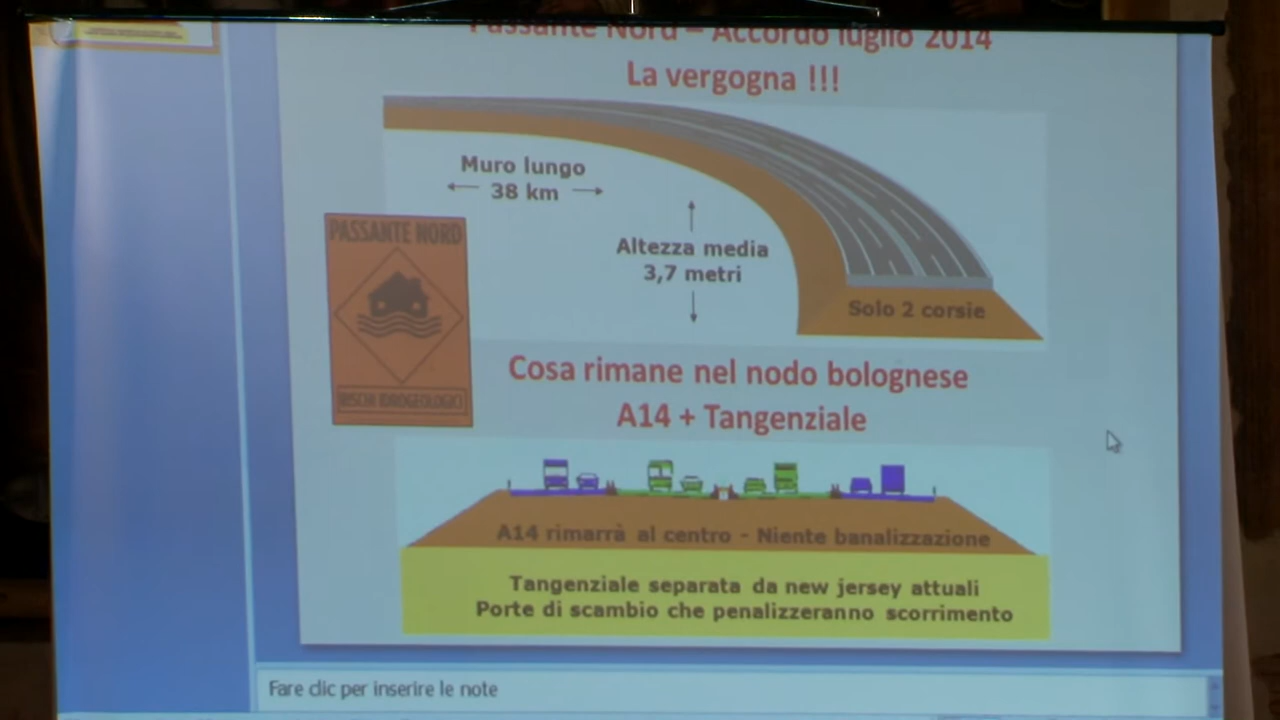 Passante Nord – Accordo luglio 2014
La vergogna !!!
Muro lungo
38 km
Altezza media
3,7 metri
Solo 2 corsie
PASSANTE NORD
RISCHI IDROGEOLOGICI
Cosa rimane nel nodo bolognese
A14 + Tangenziale
A14 rimarrà al centro - Niente banalizzazione
Tangenziale separata da new jersey attuali
Porte di scambio che penalizzeranno scorrimento
Fare clic per inserire le note